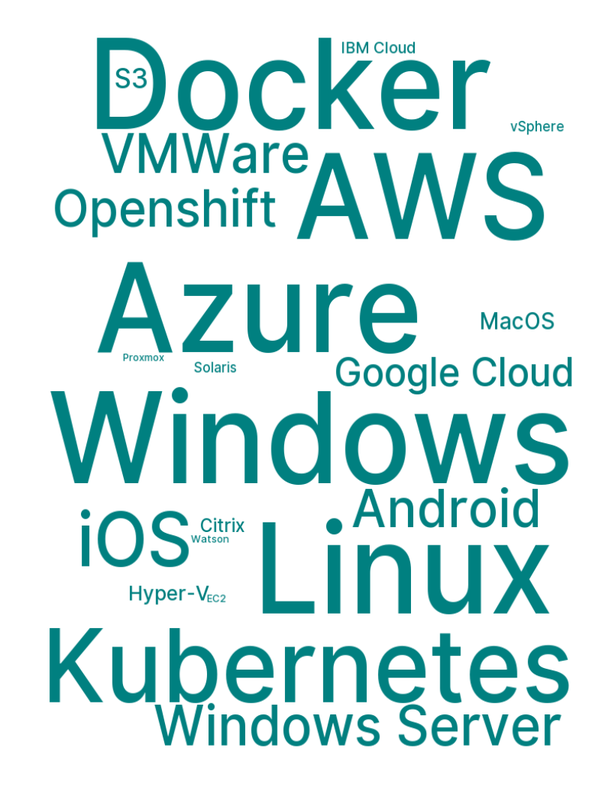 IBM Cloud
Docker
S3
vSphere
VMWare
AWS
Openshift
Azure
MacOS
Proxmox
Solaris
Google Cloud
Windows
Android
iOS
Citrix
Watson
Linux
Hyper-V
EC2
Kubernetes
Windows Server